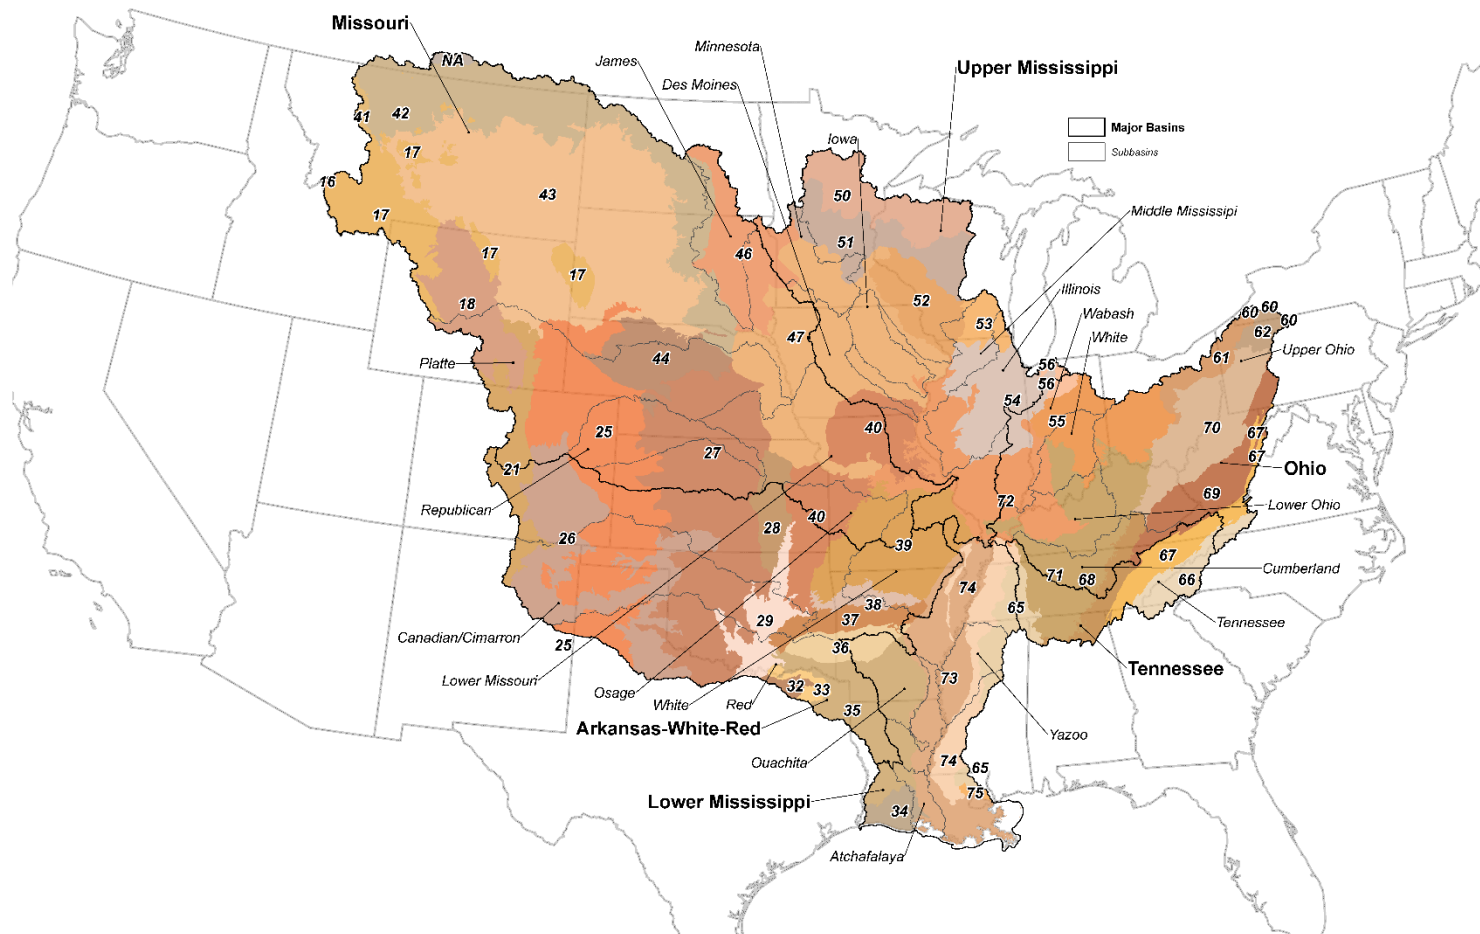 Missouri
Minnesota
James
Upper Mississippi
NA
Des Moines
42
41
Major Basins
Iowa
Subbasins
17
16
43
50
17
Middle Mississipi
51
17
46
17
Illinois
18
52
Wabash
53
60
60
60
White
47
62
Upper Ohio
44
61
Platte
56
56
54
55
25
40
70
67
27
67
21
Ohio
Republican
69
72
Lower Ohio
40
28
26
39
67
Cumberland
71
68
66
74
38
65
29
37
Tennessee
Canadian/Cimarron
25
36
Tennessee
Lower Missouri
73
32
33
Osage
White
Red
35
Arkansas-White-Red
Yazoo
Ouachita
74
65
75
Lower Mississippi
34
Atchafalaya